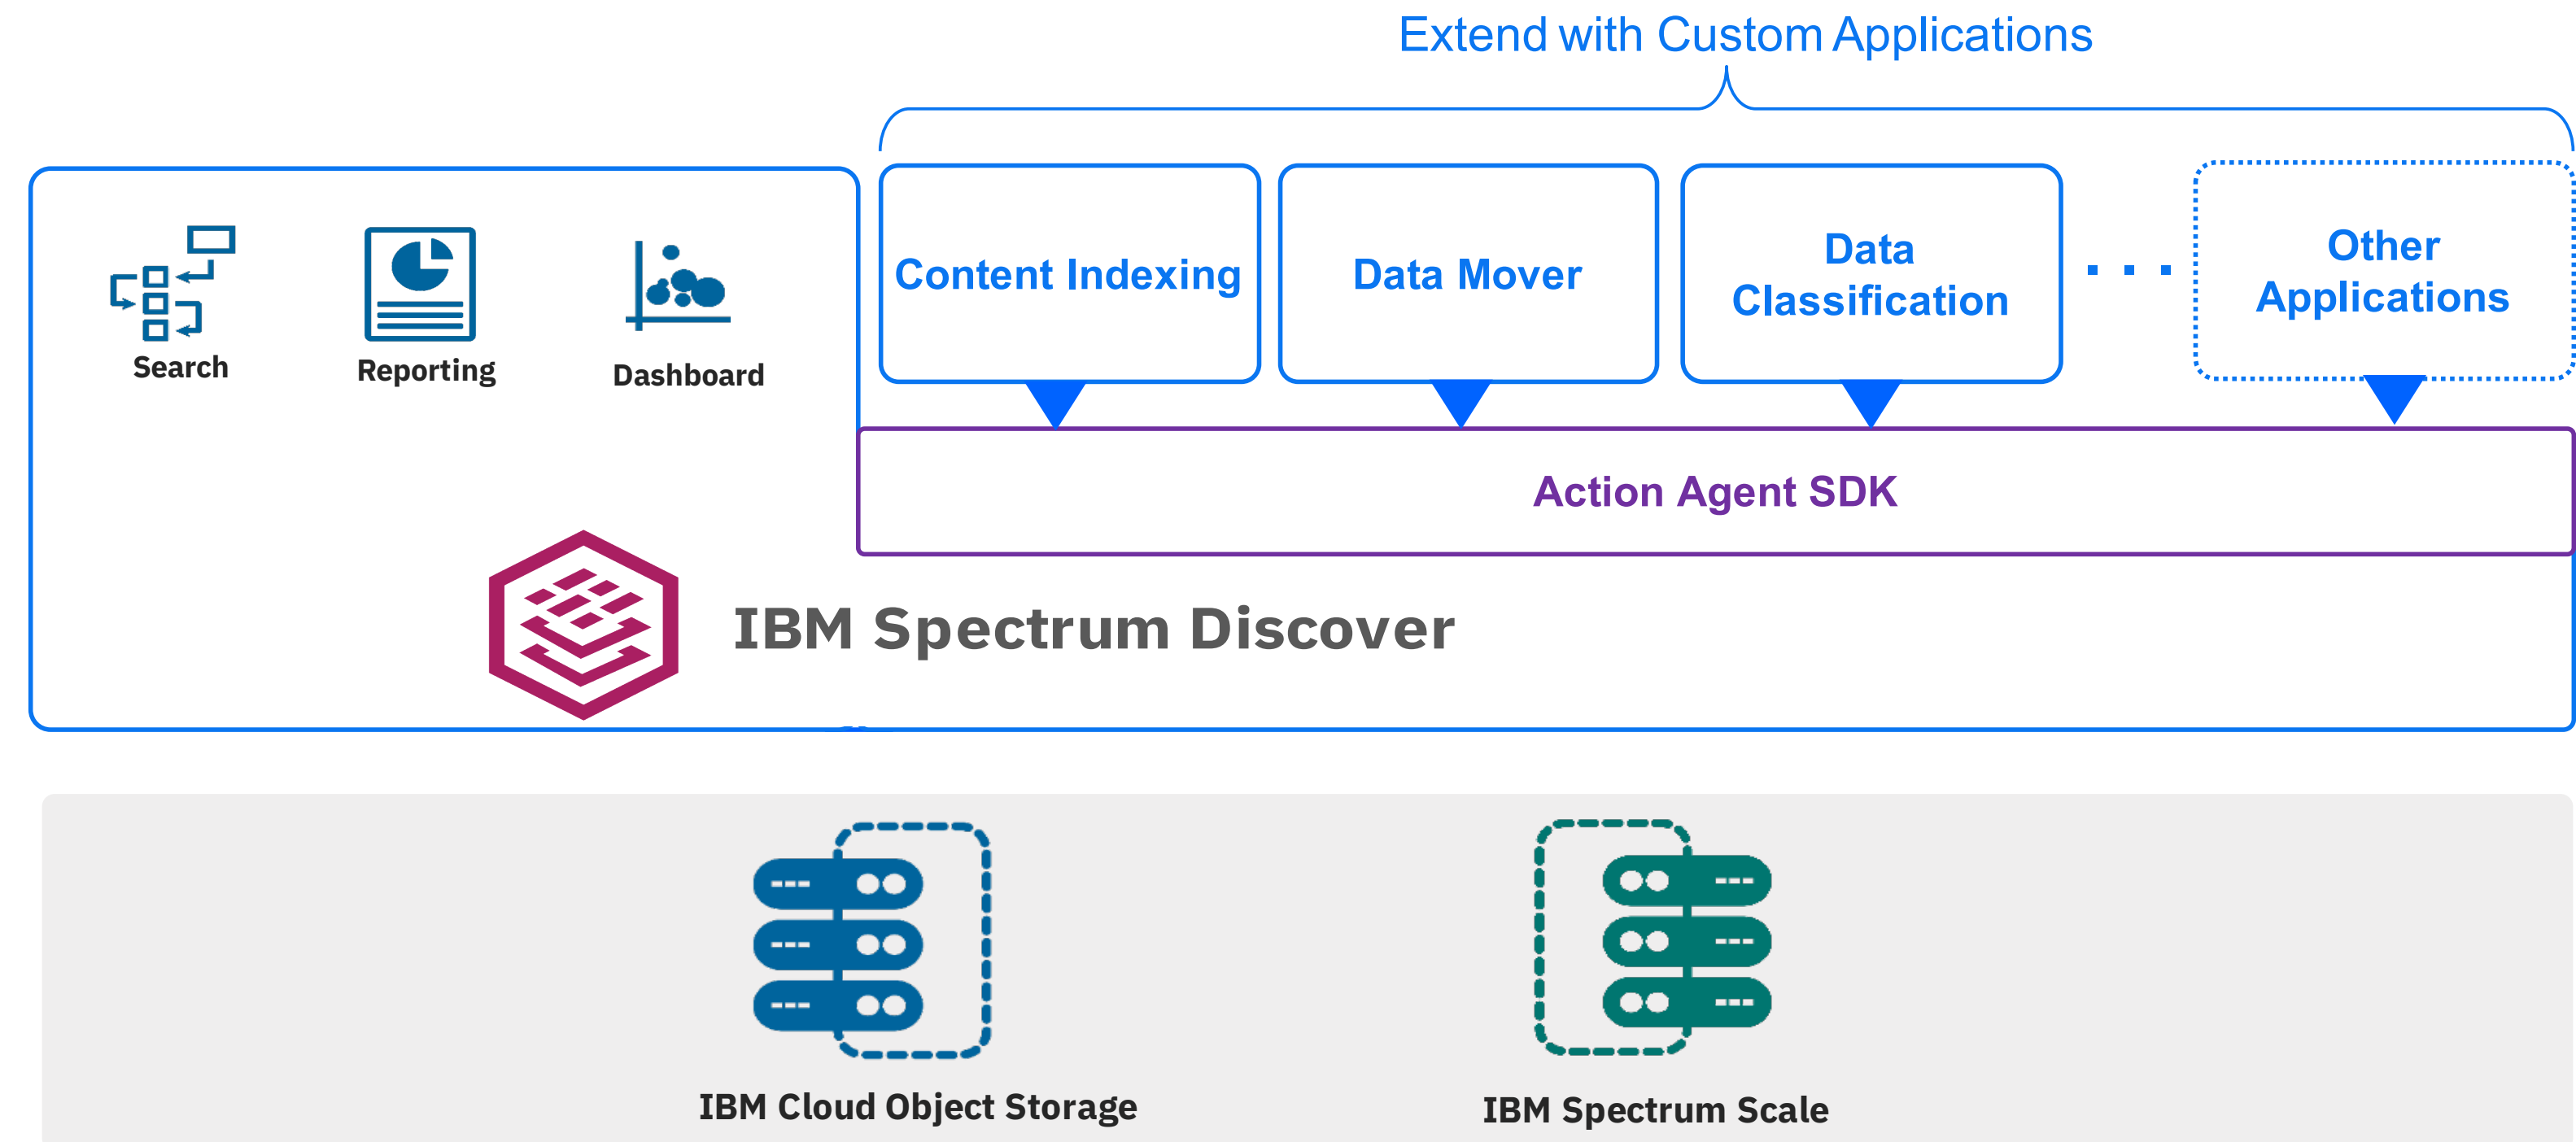 Extend with Custom Applications
Search
Reporting
Dashboard
Content Indexing
Data Mover
Data
Classification
. . .
Other
Applications
Action Agent SDK
IBM Spectrum Discover
IBM Cloud Object Storage
IBM Spectrum Scale